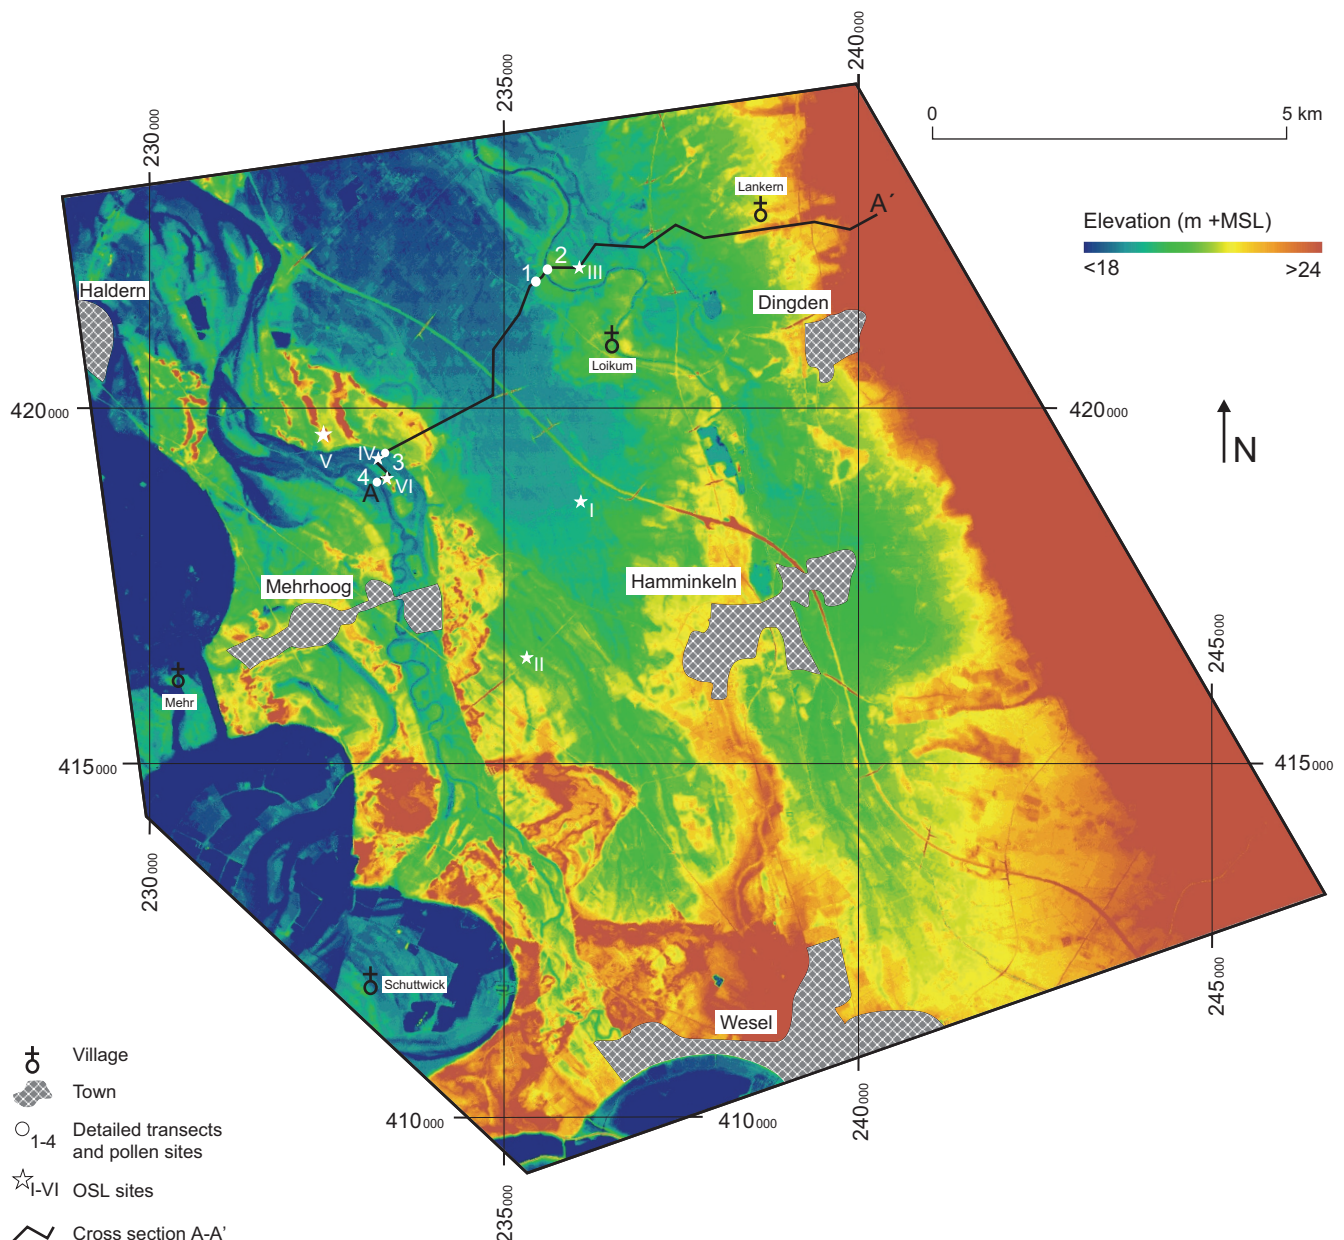 240000
235000
230000
0
5 km
Lankern
A´
Elevation (m +MSL)
<18
>24
2
1
III
Haldern
Dingden
Loikum
420000
420000
N
V
IV
3
4
VI
A
I
Hamminkeln
Mehrhoog
245000
II
Mehr
415000
415000
230000
Schuttwick
245000
Wesel
410000
410000
240000
235000
Village
Town
1-4
Detailed transects
and pollen sites
I-VI
OSL sites
Cross section A-A’